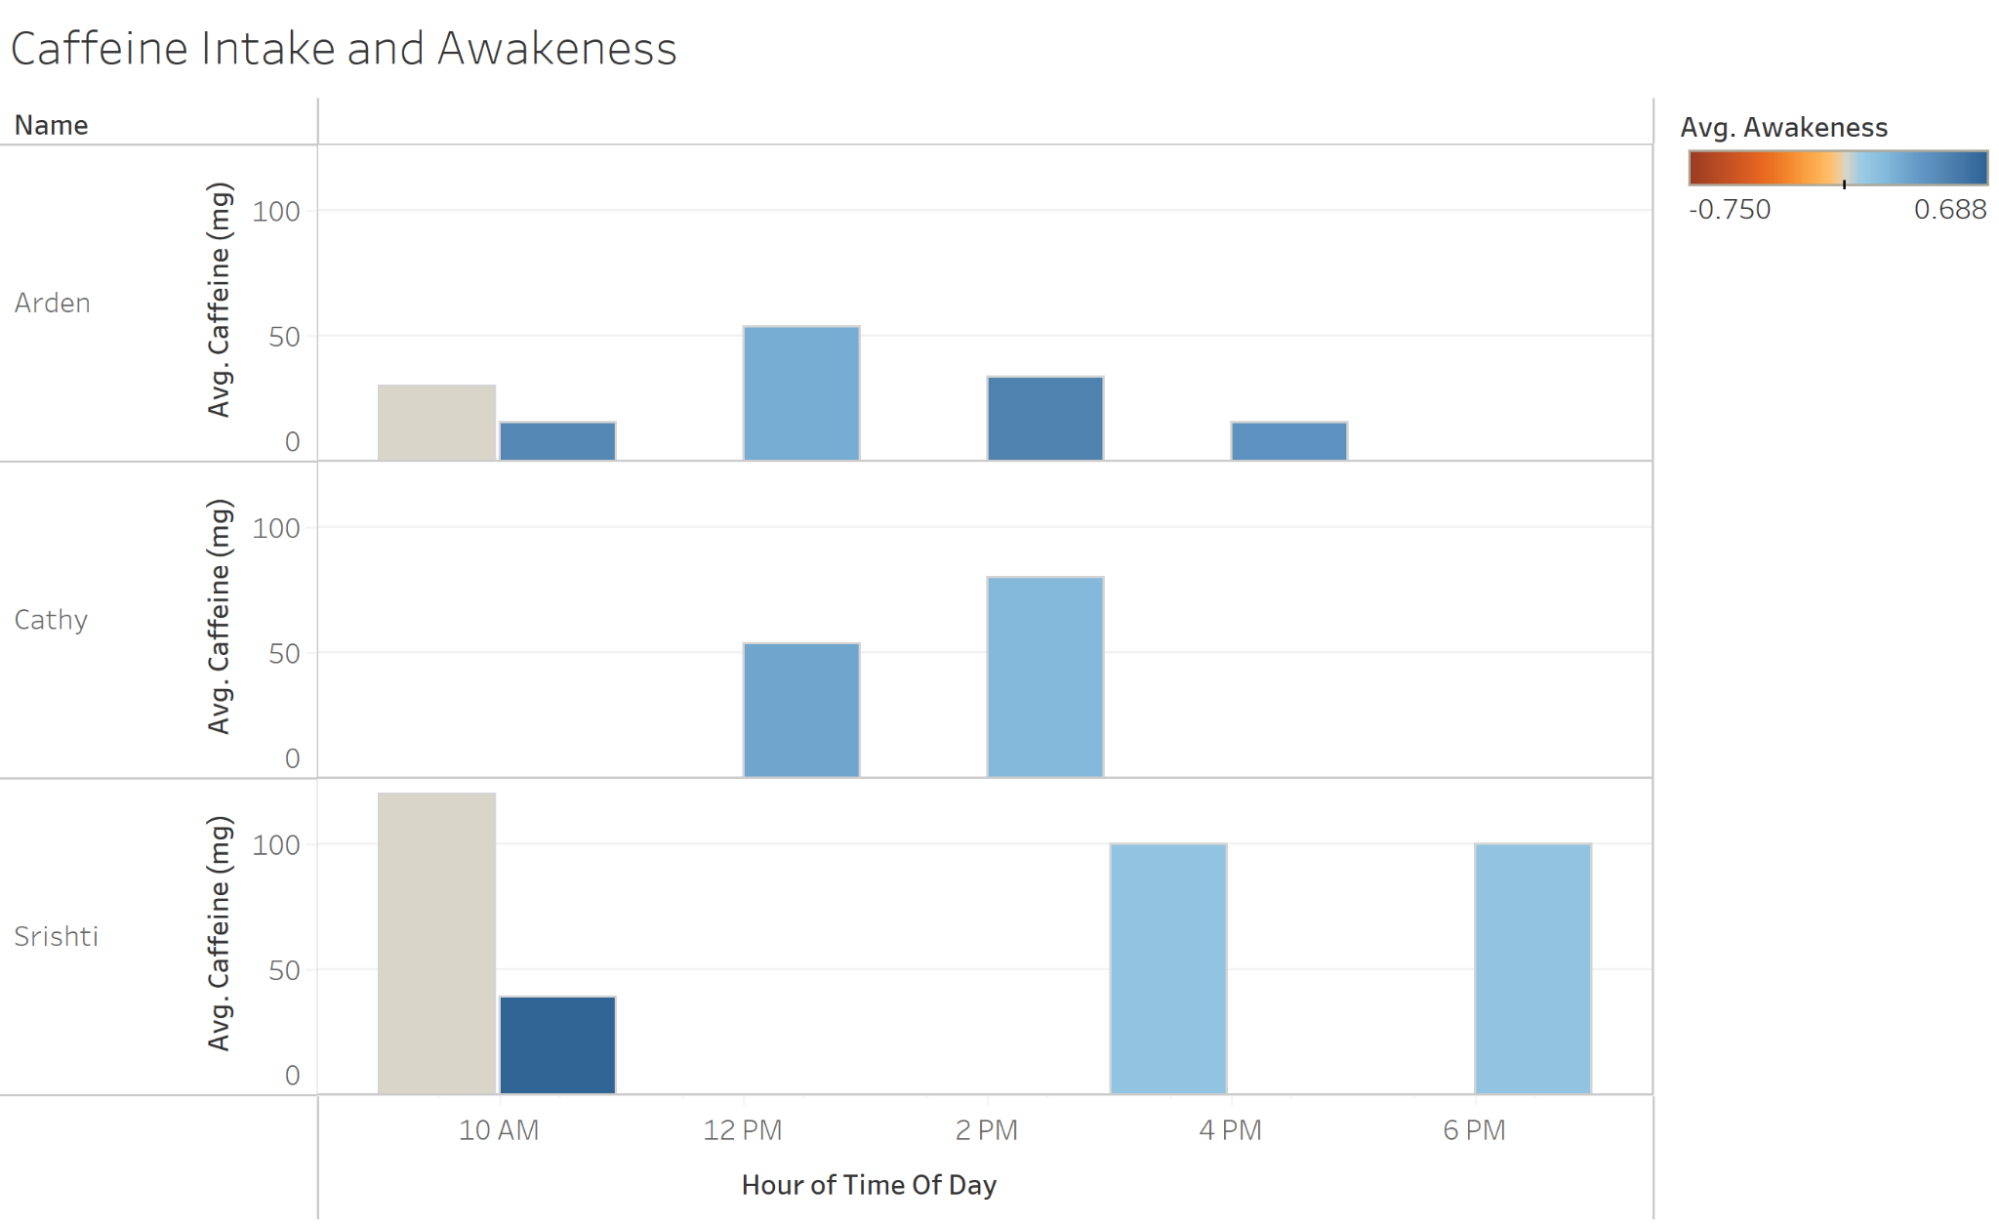 Caffeine Intake and Awakeness
Name
Avg. Awakeness
-0.750 0.688
Arden
Avg. Caffeine (mg)
100
50
0
Cathy
Avg. Caffeine (mg)
100
50
0
Srishti
Avg. Caffeine (mg)
100
50
0
10 AM 12 PM 2 PM 4 PM 6 PM
Hour of Time Of Day